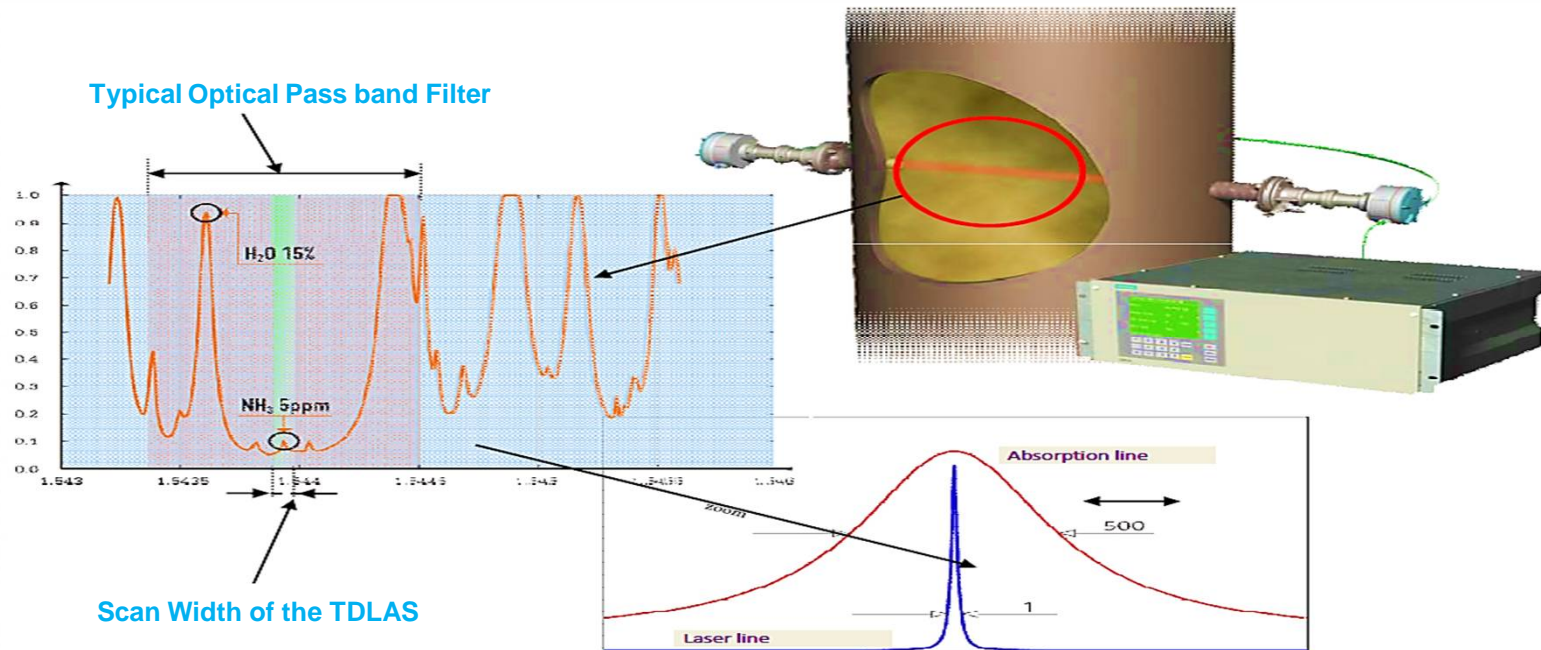 Typical Optical Pass band Filter
1.0
0.9
0.8
H₂O 15%
0.7
0.6
0.5
0.4
0.3
NH₃ 5ppm
0.2
0.1
0.0
1.543
1.5435
1.544
1.5445
Scan Width of the TDLAS
zoom
Absorption line
500
1
Laser line